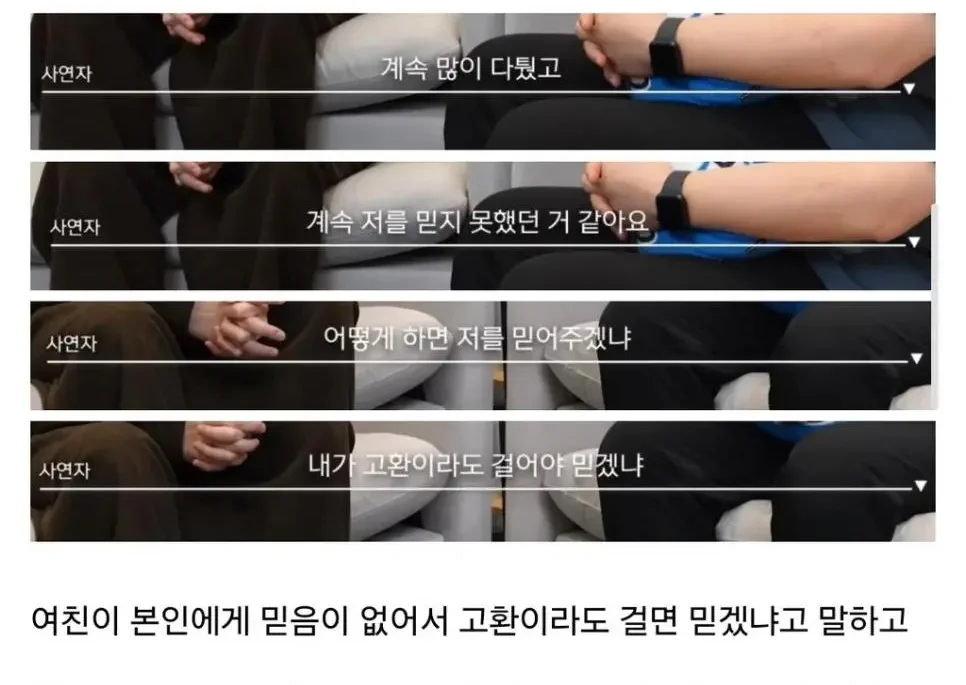 사연자
계속 많이 다퉜고
사연자
계속 저를 믿지 못했던 거 같아요
사연자
어떻게 하면 저를 믿어주겠냐
사연자
내가 고환이라도 걸어야 믿겠냐
여친이 본인에게 믿음이 없어서 고환이라도 걸면 믿겠냐고 말하고